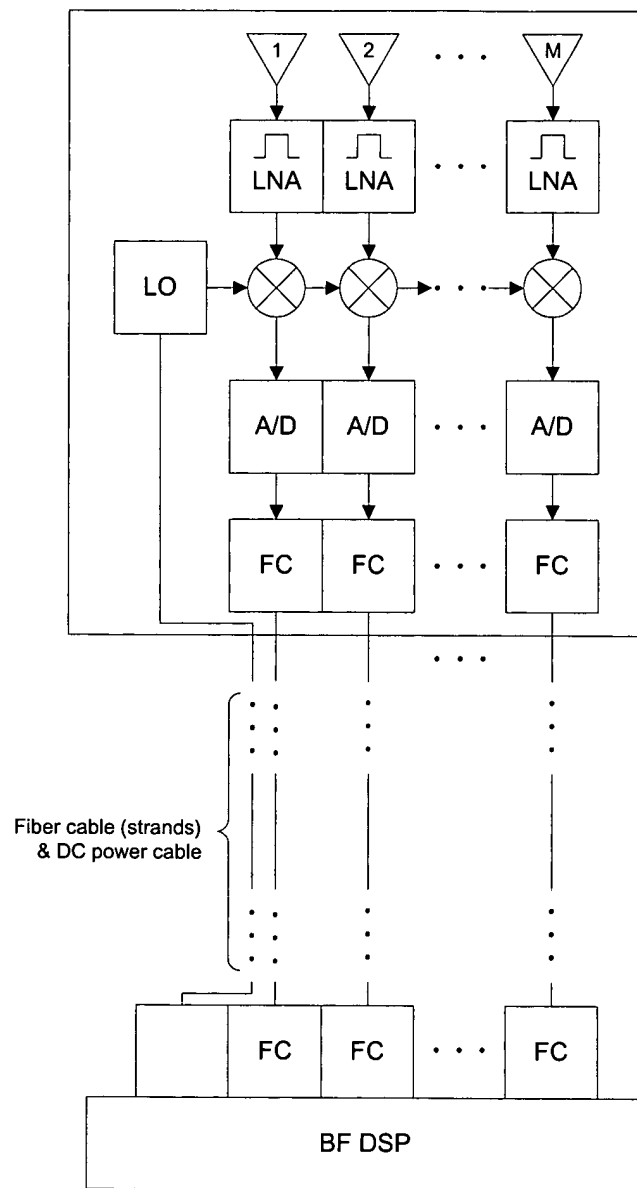 1 2 . . . M
LNA LNA . . . LNA
LO . . .
A/D A/D . . . A/D
FC FC . . . FC
. . .
Fiber cable (strands)
& DC power cable
FC FC . . . FC
BF DSP